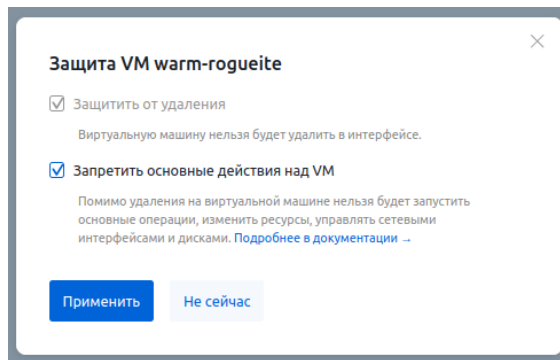 Защита VM warm-rogueite
Защитить от удаления
Виртуальную машину нельзя будет удалить в интерфейсе.
Запретить основные действия над VM
Помимо удаления на виртуальной машине нельзя будет запустить
основные операции, изменить ресурсы, управлять сетевыми
интерфейсами и дисками. Подробнее в документации →
Применить
Не сейчас